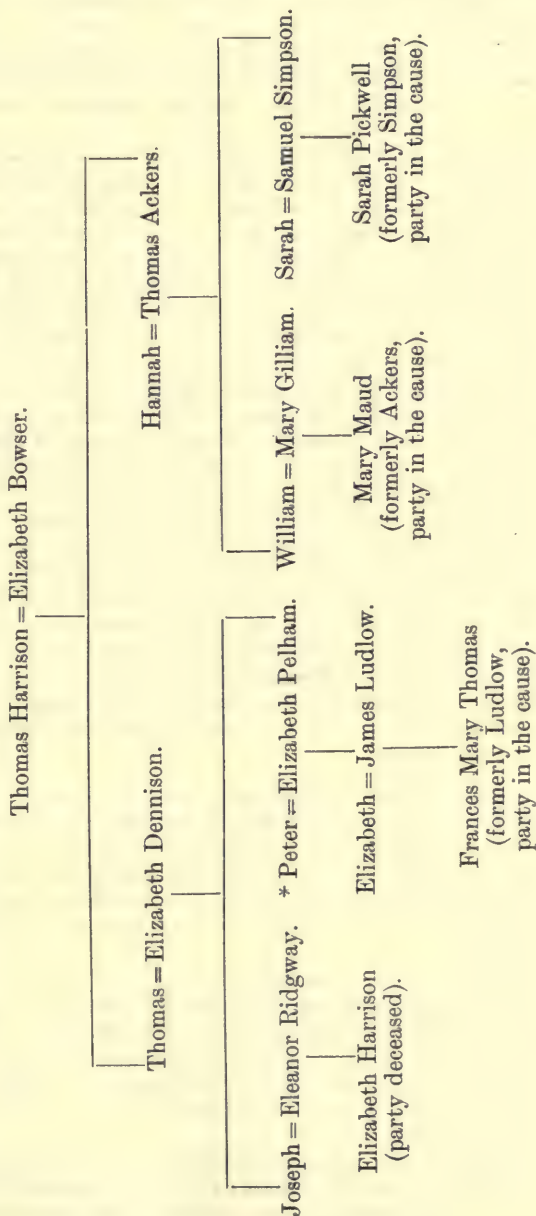 Thomas Harrison = Elizabeth Bowser.
Thomas = Elizabeth Dennison.
Hannah = Thomas Ackers.
Joseph = Eleanor Ridgway.
* Peter = Elizabeth Pelham.
William = Mary Gilliam.
Sarah = Samuel Simpson.
Elizabeth Harrison
(party deceased).
Elizabeth = James Ludlow.
Mary Maud
(formerly Ackers,
party in the cause).
Sarah Pickwell
(formerly Simpson,
party in the cause).
Frances Mary Thomas
(formerly Ludlow,
party in the cause).